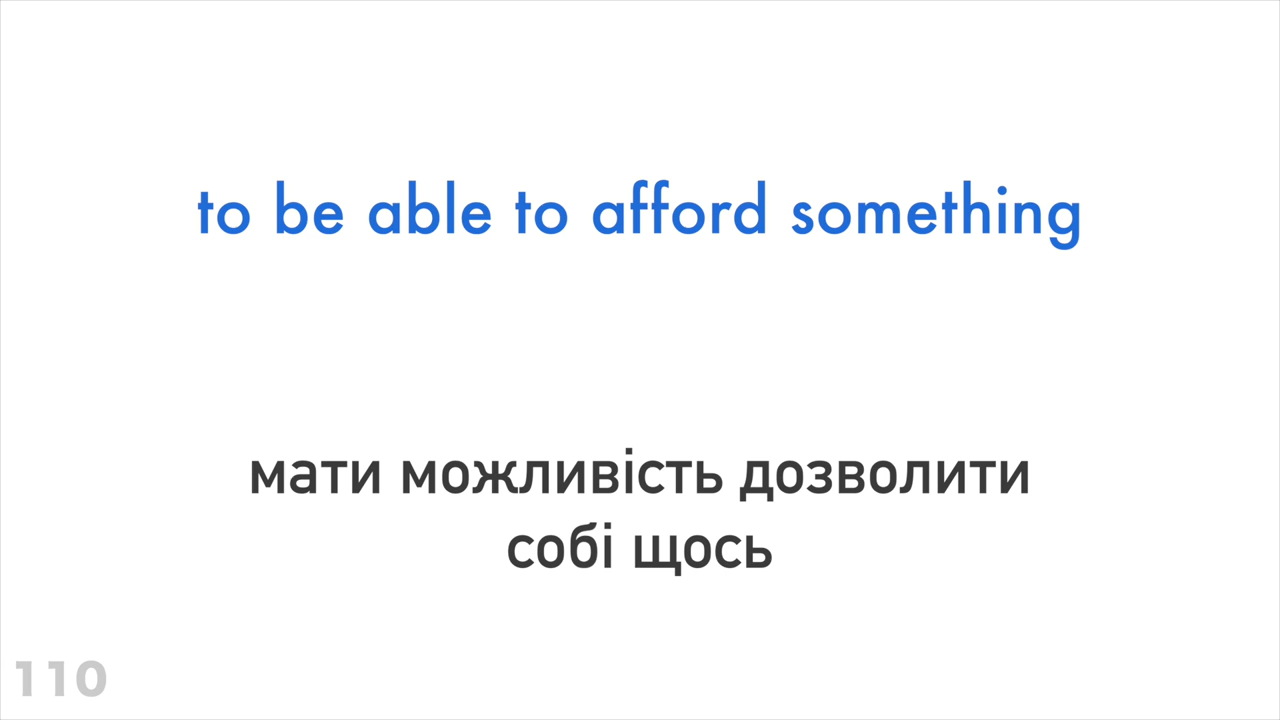 to be able to afford something
мати можливість дозволити
собі щось
110